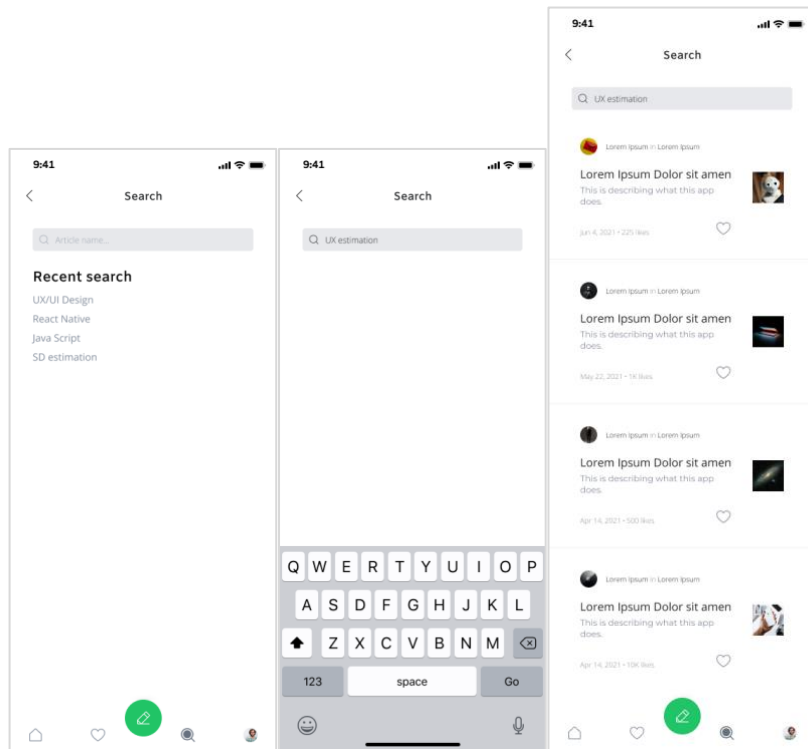 9:41
Search
Article name...
Recent search
UX/UI Design
React Native
Java Script
SD estimation
9:41
Search
UX estimation
Q W E R T Y U I O P
A S D F G H J K L
Z X C V B N M
123 space Go
9:41
Search
UX estimation
Lorem Ipsum in Lorem Ipsum
Lorem Ipsum Dolor sit amen
This is describing what this app
does.
Jun 4, 2021 • 225 likes
Lorem Ipsum in Lorem Ipsum
Lorem Ipsum Dolor sit amen
This is describing what this app
does.
May 22, 2021 • 1K likes
Lorem Ipsum in Lorem Ipsum
Lorem Ipsum Dolor sit amen
This is describing what this app
does.
Apr 14, 2021 • 500 likes
Lorem Ipsum in Lorem Ipsum
Lorem Ipsum Dolor sit amen
This is describing what this app
does.
Apr 14, 2021 • 10K likes